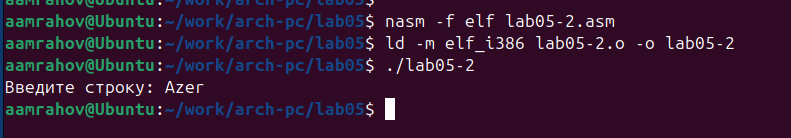 aamrahov@Ubuntu:~/work/arch-pc/lab05$ nasm -f elf lab05-2.asm
aamrahov@Ubuntu:~/work/arch-pc/lab05$ ld -m elf_i386 lab05-2.o -o lab05-2
aamrahov@Ubuntu:~/work/arch-pc/lab05$ ./lab05-2
Введите строку: Azer
aamrahov@Ubuntu:~/work/arch-pc/lab05$